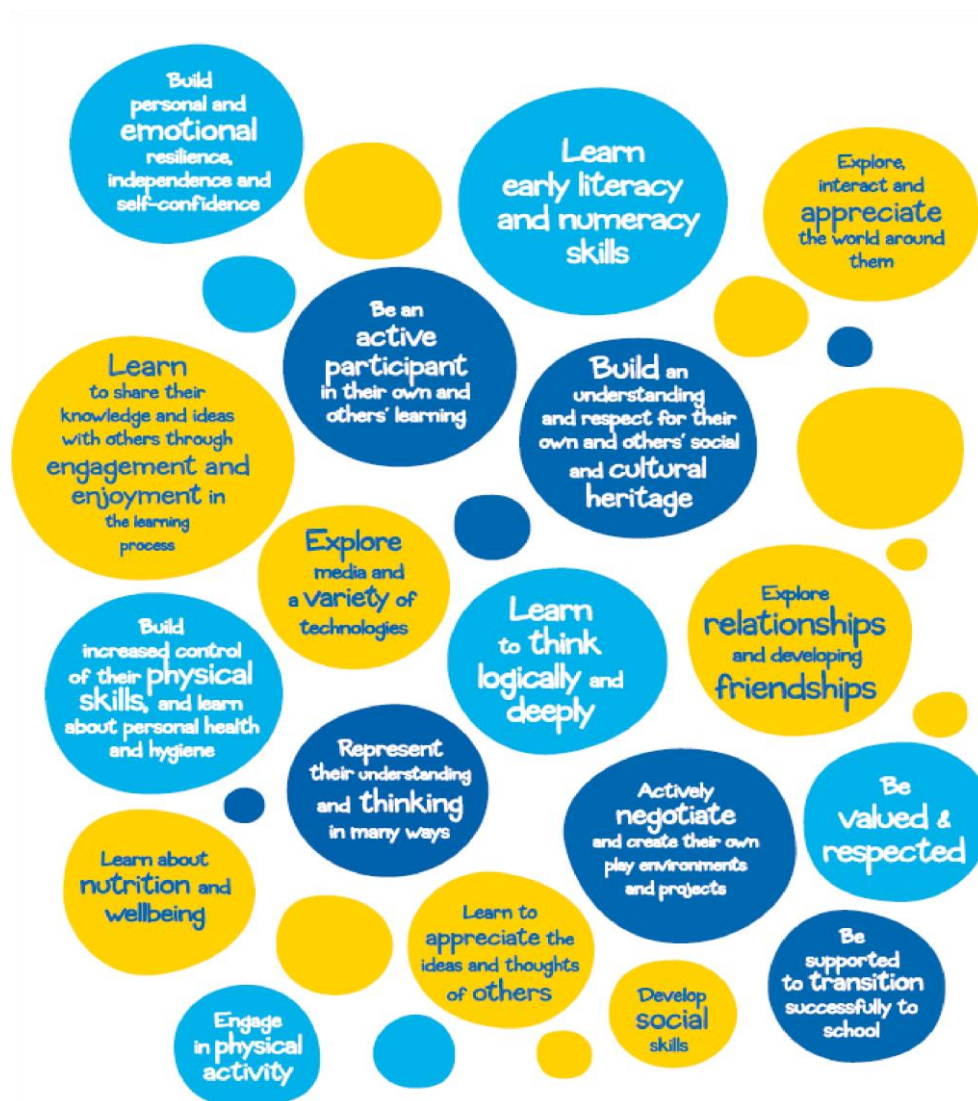 Build
personal and
emotional
resilience,
independence and
self-confidence
Learn
early literacy
and numeracy
skills
Explore,
interact and
appreciate
the world around
them
Be an
active
participant
in their own and
others' learning
Build an
understanding
and respect for their
own and others' social
and cultural
heritage
Learn
to share their
knowledge and ideas
with others through
engagement and
enjoyment in
the learning
process
Explore
media and
a variety of
technologies
Learn
to think
logically and
deeply
Explore
relationships
and developing
friendships
Build
increased control
of their physical
skills, and learn
about personal health
and hygiene
Represent
their understanding
and thinking
in many ways
Actively
negotiate
and create their own
play environments
and projects
Be
valued &
respected
Learn about
nutrition and
wellbeing
Learn to
appreciate the
ideas and thoughts
of others
Be
supported
to transition
successfully to
school
Engage
in physical
activity
Develop
social
skills